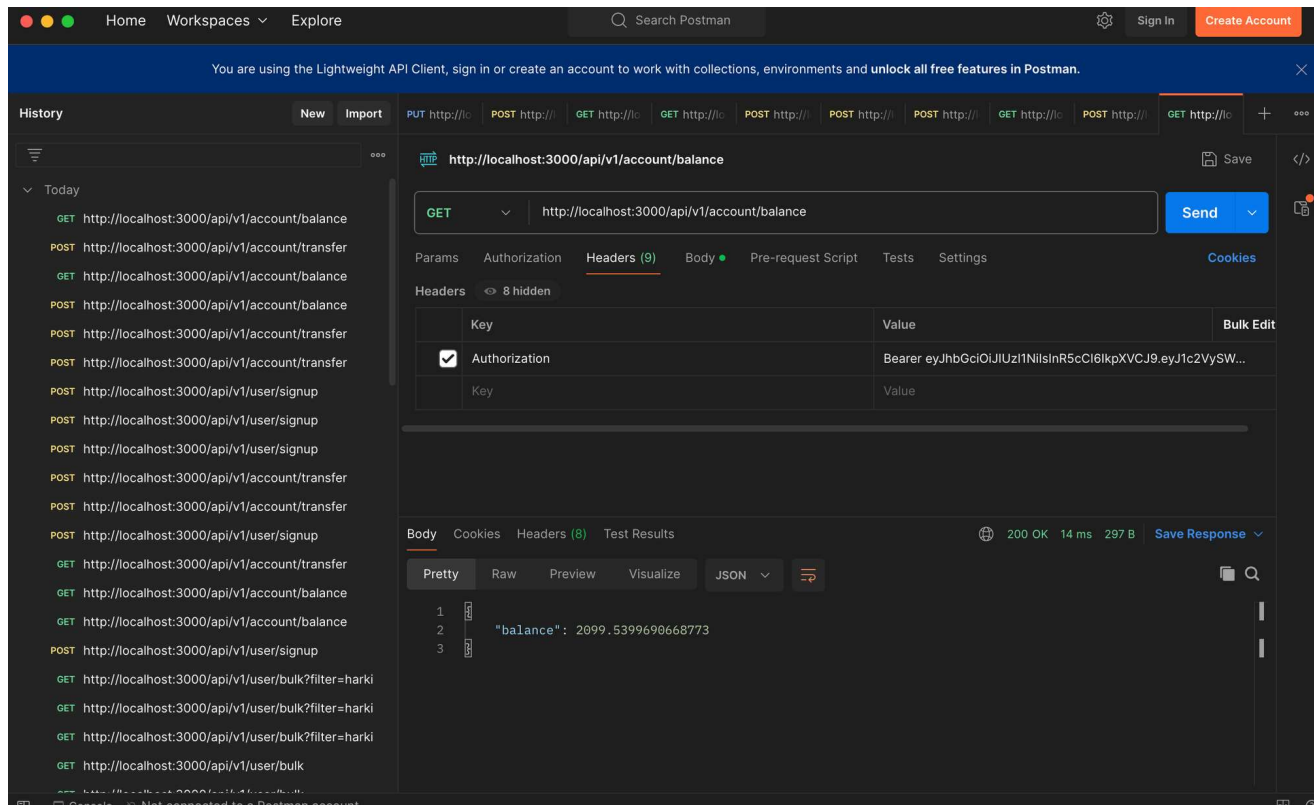 Home Workspaces Explore Search Postman Sign In Create Account
You are using the Lightweight API Client, sign in or create an account to work with collections, environments and unlock all free features in Postman.
History New Import
PUT http://lo POST http:// GET http://lo GET http://lo POST http:// POST http:// POST http:// GET http://lo POST http:// GET http://lo
Today
GET http://localhost:3000/api/v1/account/balance
POST http://localhost:3000/api/v1/account/transfer
GET http://localhost:3000/api/v1/account/balance
POST http://localhost:3000/api/v1/account/balance
POST http://localhost:3000/api/v1/account/transfer
POST http://localhost:3000/api/v1/account/transfer
POST http://localhost:3000/api/v1/user/signup
POST http://localhost:3000/api/v1/user/signup
POST http://localhost:3000/api/v1/user/signup
POST http://localhost:3000/api/v1/account/transfer
POST http://localhost:3000/api/v1/account/transfer
POST http://localhost:3000/api/v1/user/signup
GET http://localhost:3000/api/v1/account/transfer
GET http://localhost:3000/api/v1/account/balance
GET http://localhost:3000/api/v1/account/balance
POST http://localhost:3000/api/v1/user/signup
GET http://localhost:3000/api/v1/user/bulk?filter=harki
GET http://localhost:3000/api/v1/user/bulk?filter=harki
GET http://localhost:3000/api/v1/user/bulk?filter=harki
GET http://localhost:3000/api/v1/user/bulk
HTTP http://localhost:3000/api/v1/account/balance Save
GET http://localhost:3000/api/v1/account/balance Send
Params Authorization Headers (9) Body Pre-request Script Tests Settings Cookies
Headers 8 hidden
Key Value Bulk Edit
Authorization Bearer eyJhbGciOiJIUzI1NiIsInR5cCI6IkpXVCJ9.eyJ1c2VySW...
Key Value
Body Cookies Headers (8) Test Results 200 OK 14 ms 297 B Save Response
Pretty Raw Preview Visualize JSON
1 {
2 "balance": 2099.5399690668773
3 }
Console Not connected to a Postman account